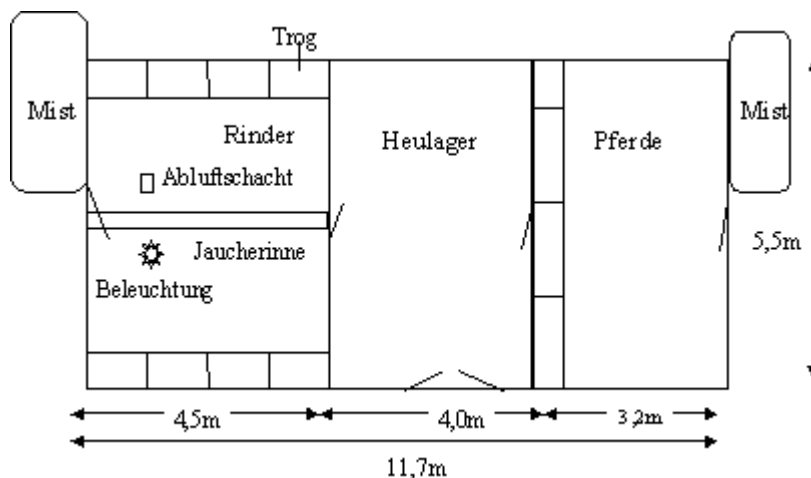 Trog
Mist
Mist
Rinder
Heulager
Pferde
Abluftschacht
5,5m
Jaucherinne
Beleuchtung
4,5m
4,0m
3,2m
11,7m